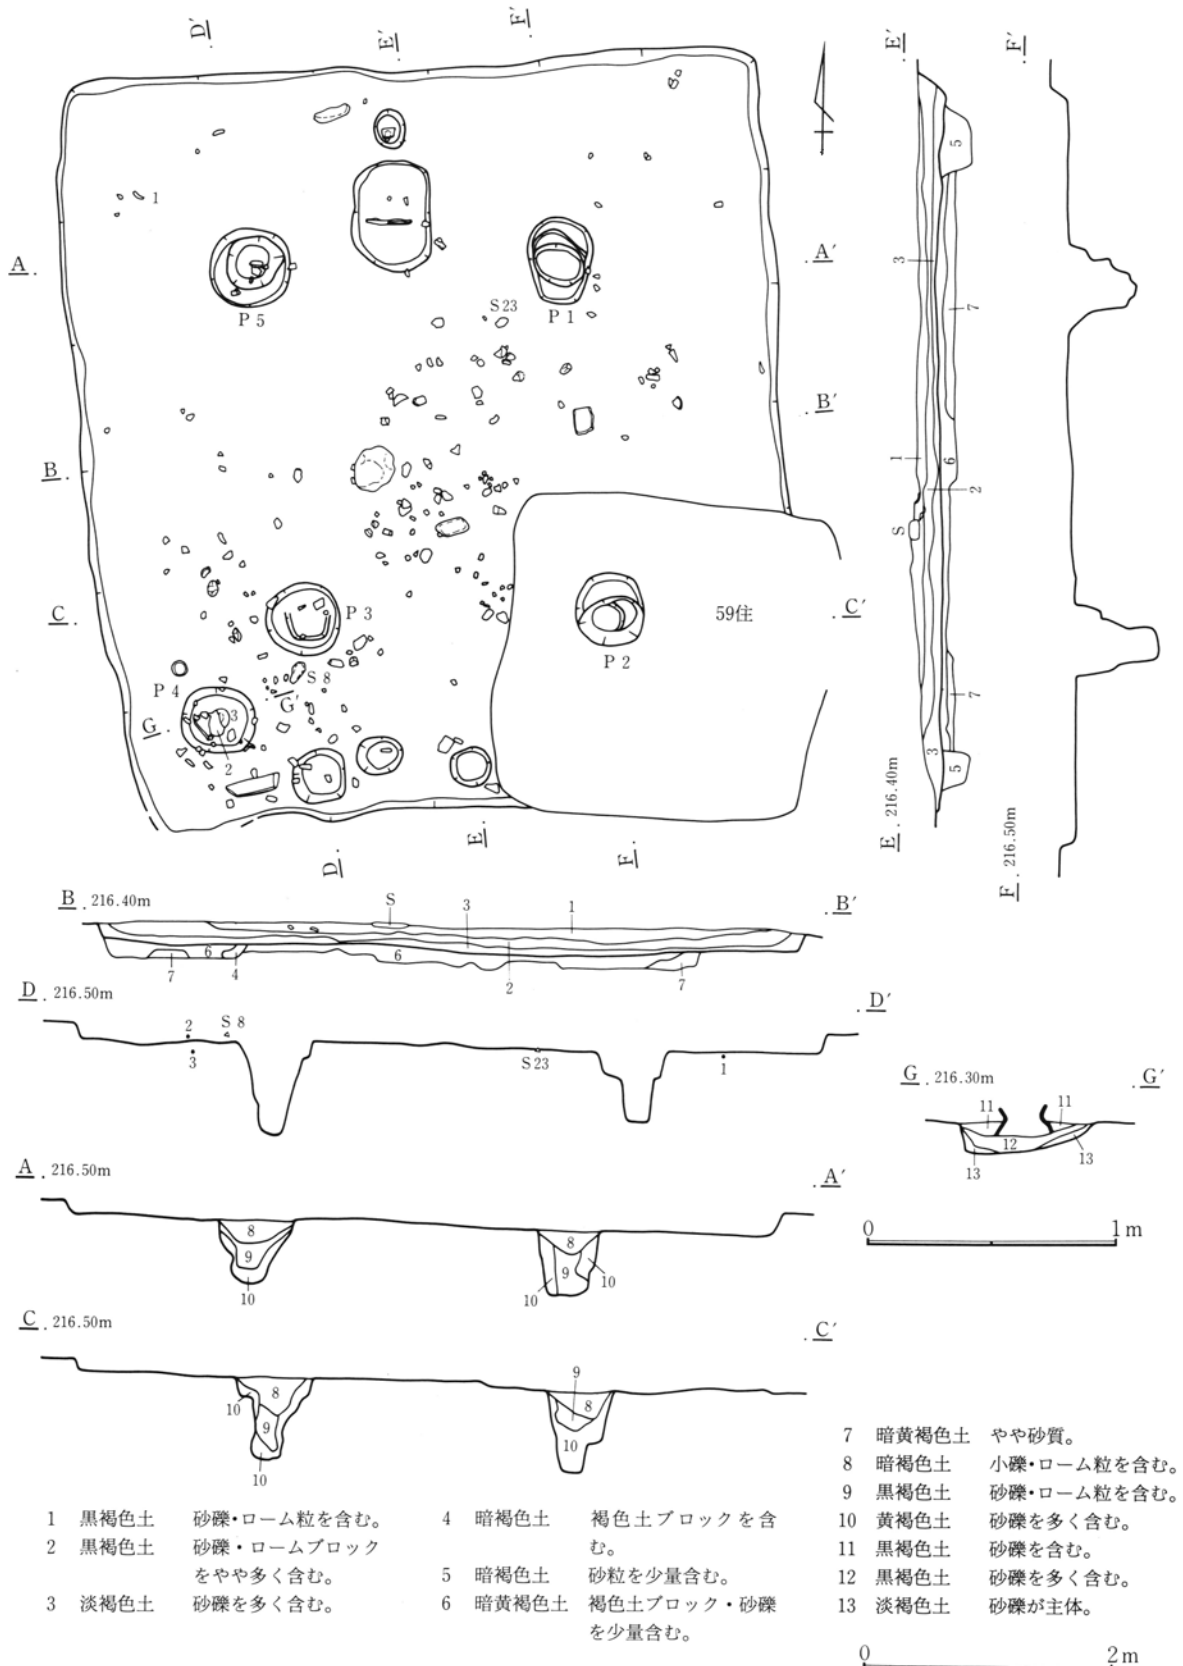 D′
E′
F′
E′
F′
1
A
A′
P 5
S 23
P 1
5
3
7
B′
B
1
6
2
S
C
P 3
59住
C′
P 2
P 4
S 8
G′
G
3
2
7
3
5
E 216.40m
F 216.50m
D
E
F
B 216.40m
S
3
1
B′
6
7
4
6
2
7
D 216.50m
D′
2
S 8
3
S 23
1
G 216.30m
G′
11
11
12
13
13
A 216.50m
A′
8
9
10
8
9
10
10
0
1m
C 216.50m
C′
8
10
9
10
9
8
10
1 黒褐色土 砂礫・ローム粒を含む。
2 黒褐色土 砂礫・ロームブロック
をやや多く含む。
3 淡褐色土 砂礫を多く含む。
4 暗褐色土 褐色土ブロックを含
む。
5 暗褐色土 砂粒を少量含む。
6 暗黄褐色土 褐色土ブロック・砂礫
を少量含む。
7 暗黄褐色土 やや砂質。
8 暗褐色土 小礫・ローム粒を含む。
9 黒褐色土 砂礫・ローム粒を含む。
10 黄褐色土 砂礫を多く含む。
11 黒褐色土 砂礫を含む。
12 黒褐色土 砂礫を多く含む。
13 淡褐色土 砂礫が主体。
0
2m